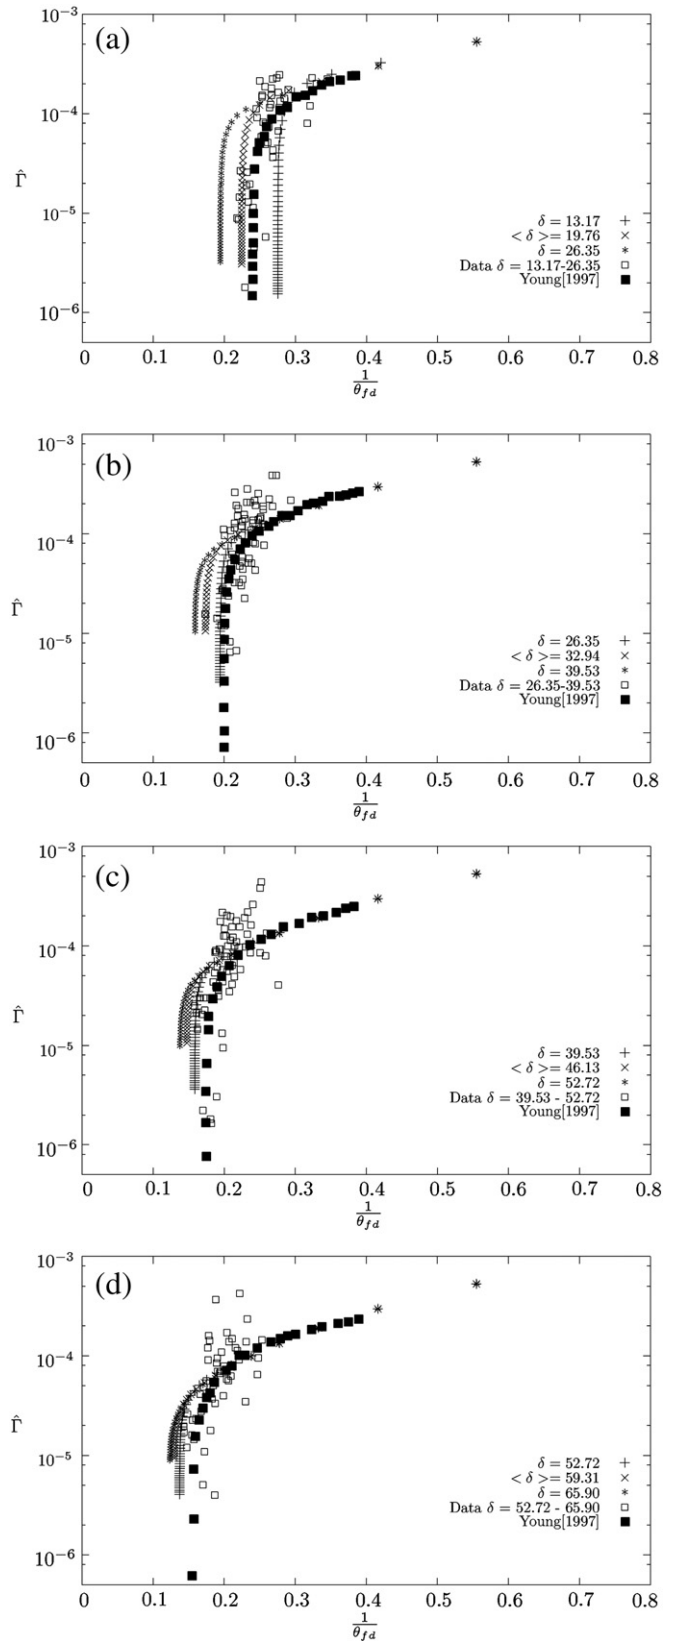 (a)
10⁻³
10⁻⁴
10⁻⁵
10⁻⁶
Γ̂
δ = 13.17
< δ >= 19.76
δ = 26.35
Data δ = 13.17-26.35
Young[1997]
0 0.1 0.2 0.3 0.4 0.5 0.6 0.7 0.8
1/θ_fd
(b)
10⁻³
10⁻⁴
10⁻⁵
10⁻⁶
Γ̂
δ = 26.35
< δ >= 32.94
δ = 39.53
Data δ = 26.35-39.53
Young[1997]
0 0.1 0.2 0.3 0.4 0.5 0.6 0.7 0.8
1/θ_fd
(c)
10⁻³
10⁻⁴
10⁻⁵
10⁻⁶
Γ̂
δ = 39.53
< δ >= 46.13
δ = 52.72
Data δ = 39.53 - 52.72
Young[1997]
0 0.1 0.2 0.3 0.4 0.5 0.6 0.7 0.8
1/θ_fd
(d)
10⁻³
10⁻⁴
10⁻⁵
10⁻⁶
Γ̂
δ = 52.72
< δ >= 59.31
δ = 65.90
Data δ = 52.72 - 65.90
Young[1997]
0 0.1 0.2 0.3 0.4 0.5 0.6 0.7 0.8
1/θ_fd